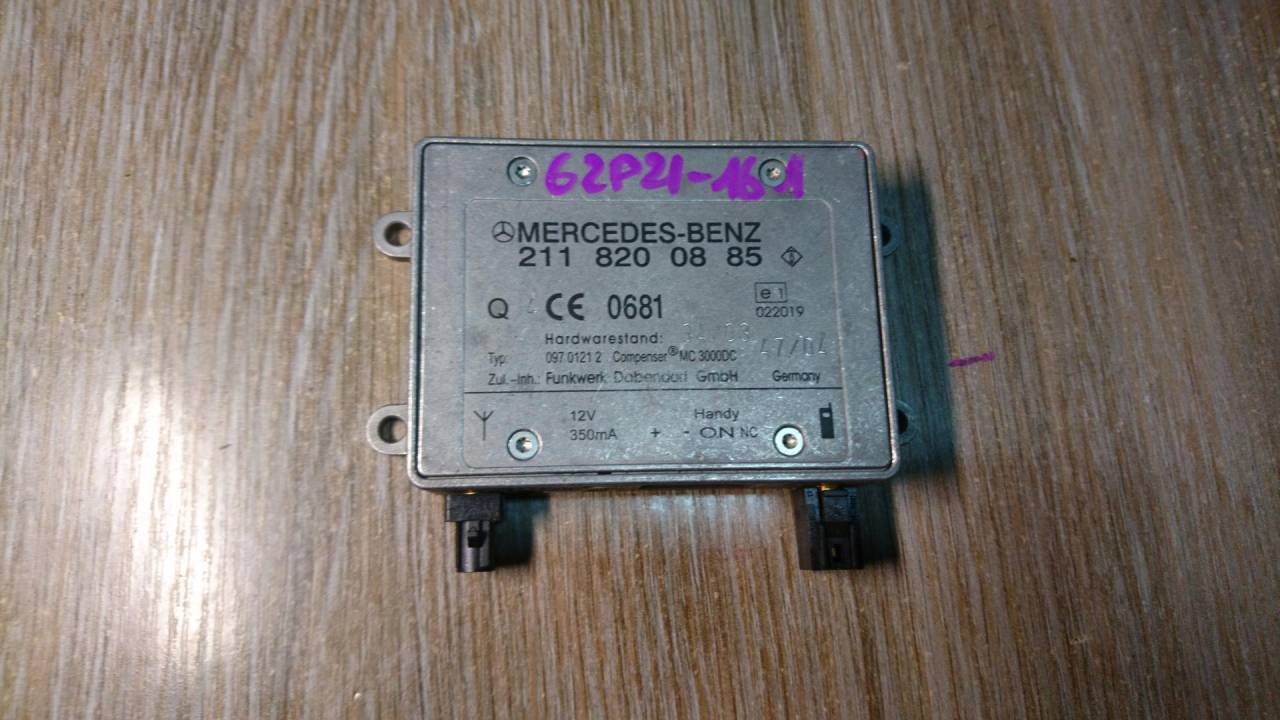 62P21-161
MERCEDES-BENZ
211 820 08 85
Q 4 CE 0681 e1
022019
Hardwarestand:
47/04
Typ: 097 0121 2 Compenser® MC 3000DC
Zul.-Inh.: Funkwerk Dabendorf GmbH Germany
12V Handy
350mA + - ON NC